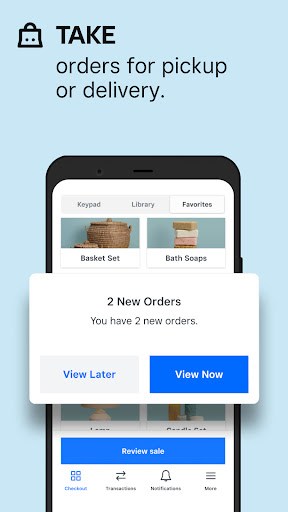 TAKE
orders for pickup
or delivery.
Keypad Library Favorites
Basket Set Bath Soaps
2 New Orders
You have 2 new orders.
View Later View Now
Lamp Candle Set
Review sale
Checkout Transactions Notifications More